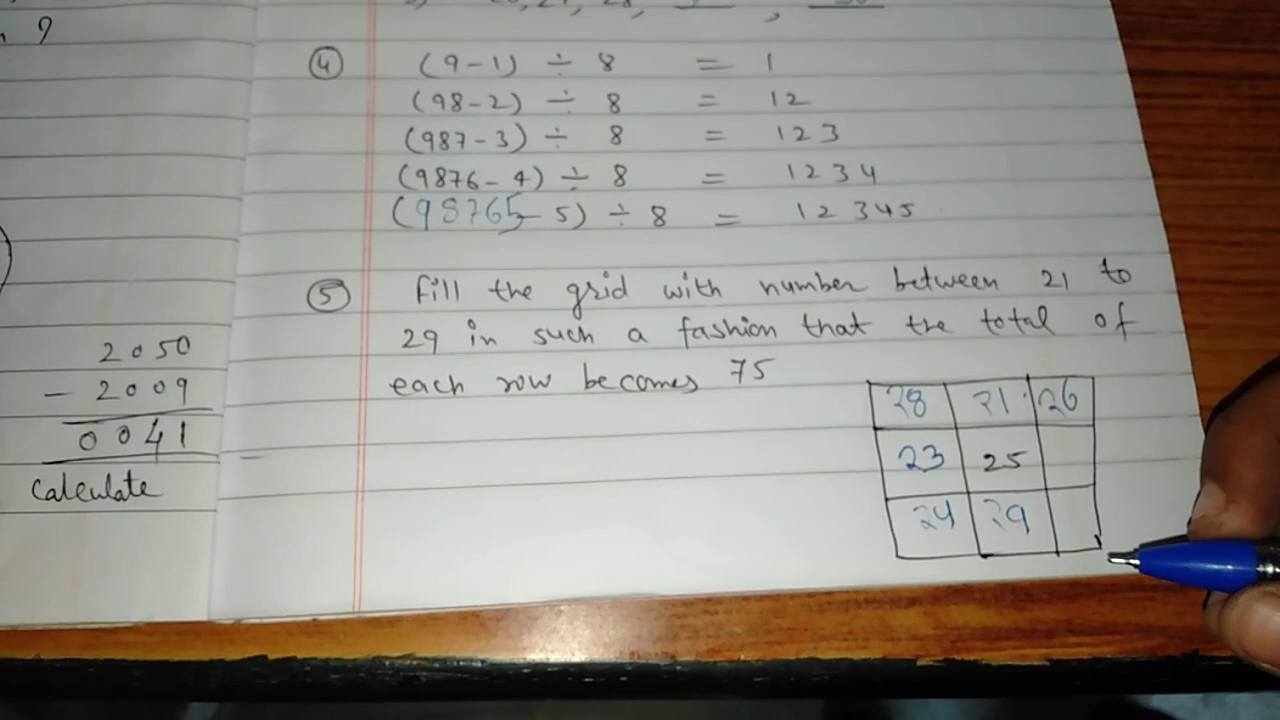 ④ (9-1) ÷ 8 = 1
(98-2) ÷ 8 = 12
(987-3) ÷ 8 = 123
(9876-4) ÷ 8 = 1234
(98765-5) ÷ 8 = 12345
⑤ fill the grid with number between 21 to
29 in such a fashion that the total of
each row becomes 75
28 21 26
23 25
24 29
2050
- 2009
0041
Calculate